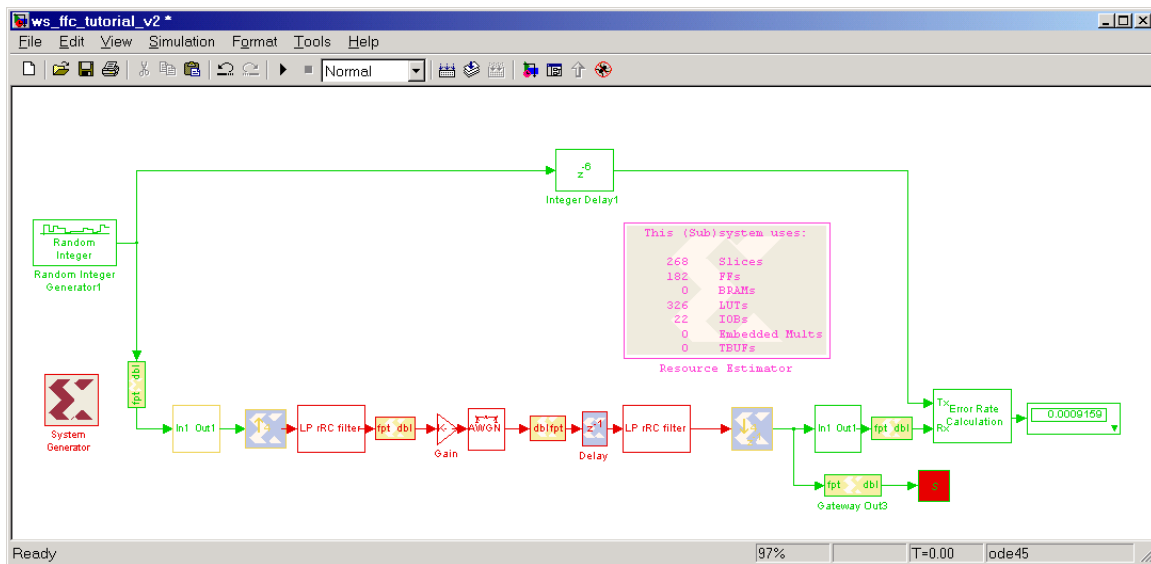 ws_ffc_tutorial_v2 *
File Edit View Simulation Format Tools Help
Normal
z-6
Integer Delay1
Random
Integer
Random Integer
Generator1
This (Sub)system uses:
268 Slices
182 FFs
0 BRAMs
326 LUTs
22 IOBs
0 Embedded Mults
0 TBUFs
Resource Estimator
fpt dbl
System
Generator
In1 Out1
LP rRC filter
fpt dbl
K-
Gain
AWGN
dbl fpt
z-1
Delay
LP rRC filter
In1 Out1
fpt dbl
Tx
Rx
Error Rate
Calculation
0.0009159
fpt dbl
Gateway Out3
s
Ready 97% T=0.00 ode45